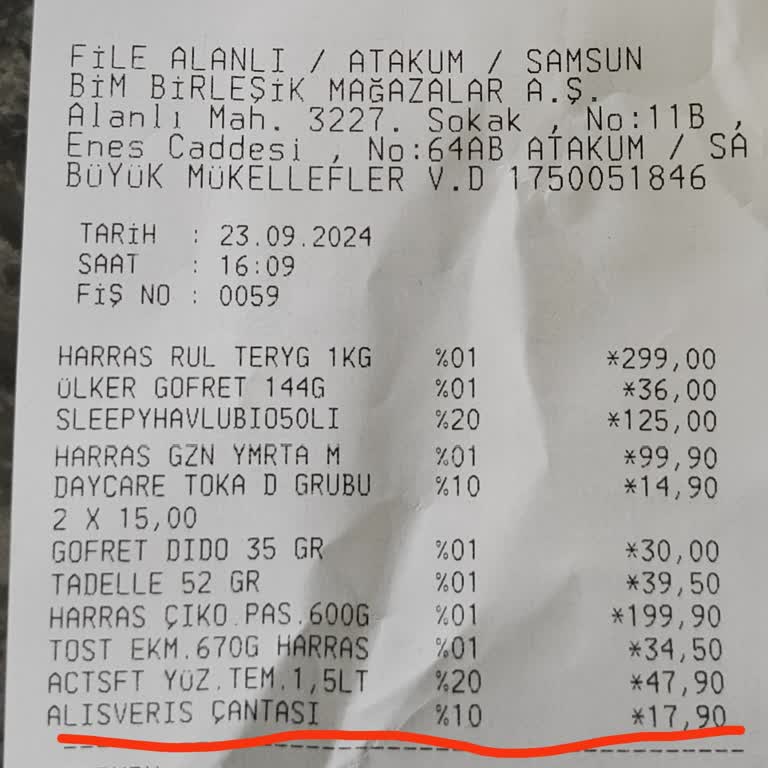 FİLE ALANLI / ATAKUM / SAMSUN
BİM BİRLEŞİK MAĞAZALAR A.Ş.
Alanlı Mah. 3227. Sokak , No:11B ,
Enes Caddesi , No:64AB ATAKUM / SA
BÜYÜK MÜKELLEFLER V.D 1750051846
TARİH : 23.09.2024
SAAT : 16:09
FİŞ NO : 0059
HARRAS RUL TERYG 1KG %01 *299,00
ÜLKER GOFRET 144G %01 *36,00
SLEEPYHAVLUBIO50LI %20 *125,00
HARRAS GZN YMRTA M %01 *99,90
DAYCARE TOKA D GRUBU %10 *14,90
2 X 15,00
GOFRET DIDO 35 GR %01 *30,00
TADELLE 52 GR %01 *39,50
HARRAS ÇIKO.PAS.600G %01 *199,90
TOST EKM.670G HARRAS %01 *34,50
ACTSFT YÜZ.TEM.1,5LT %20 *47,90
ALISVERIS ÇANTASI %10 *17,90